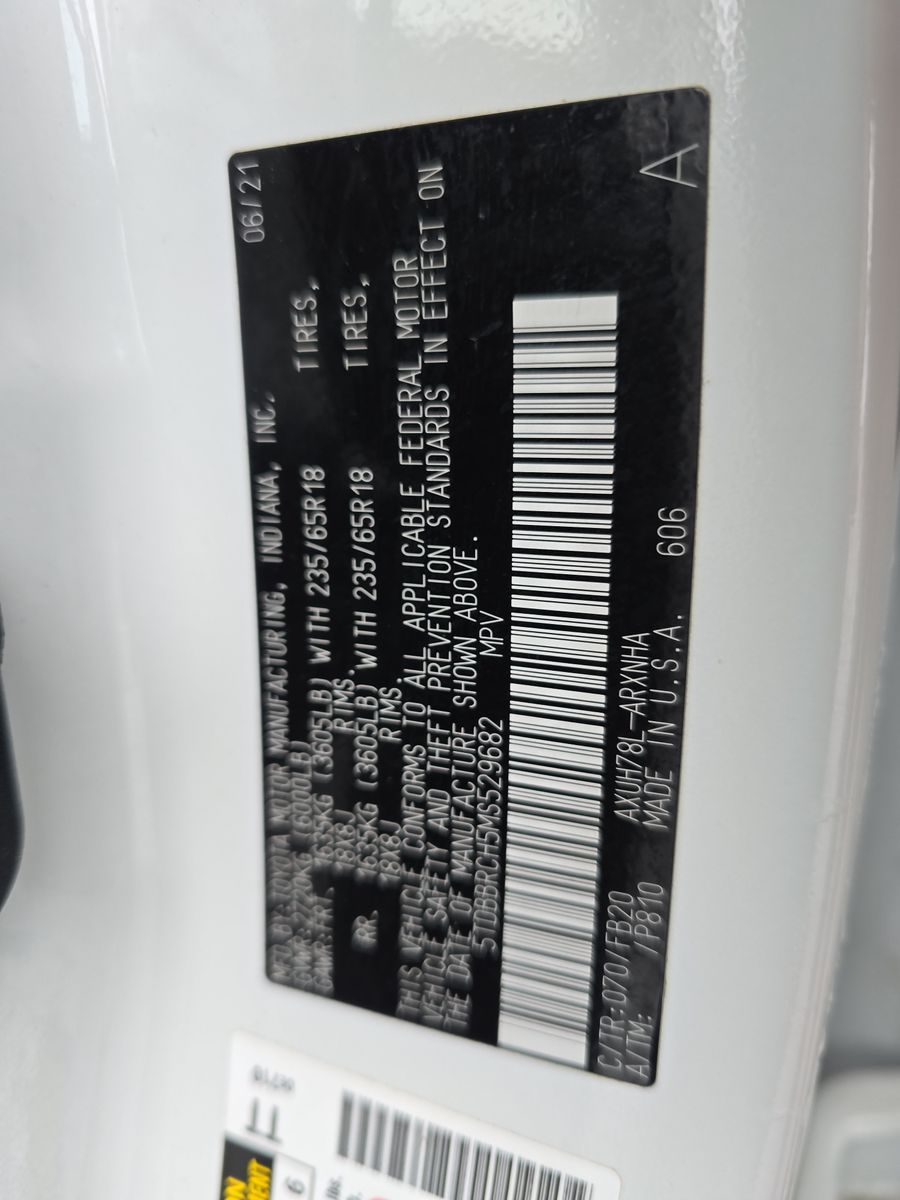 MFD BY: TOYOTA MOTOR MANUFACTURING, INDIANA, INC. 06/21
GVWR: 2720KG (6000LB)
GAWR: FRT. 1635KG (3605LB) WITH 235/65R18 TIRES,
18X8J RIMS.
RR. 1635KG (3605LB) WITH 235/65R18 TIRES,
18X8J RIMS.
THIS VEHICLE CONFORMS TO ALL APPLICABLE FEDERAL MOTOR
VEHICLE SAFETY AND THEFT PREVENTION STANDARDS IN EFFECT ON
THE DATE OF MANUFACTURE SHOWN ABOVE.
5TDBBRCH5MS529682 MPV
C/TR:070/FB20 AXUH78L-ARXNHA
A/TM: /P810 MADE IN U.S.A. 606 A
6